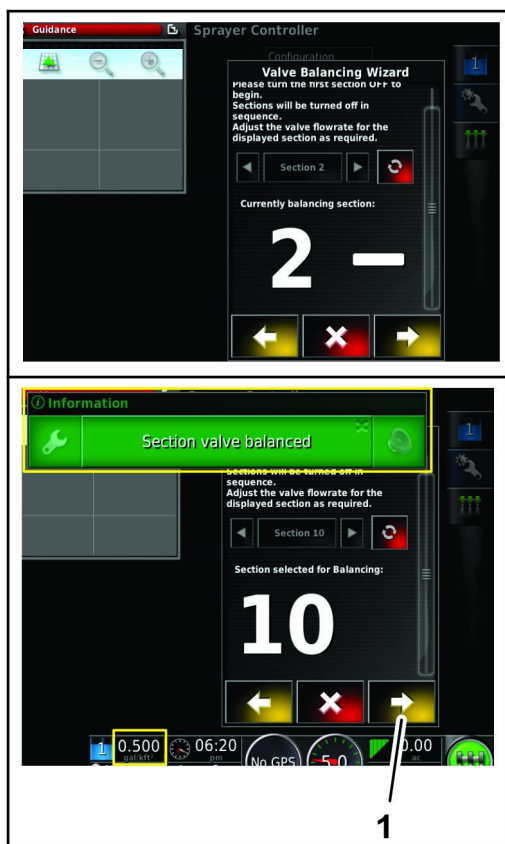 Guidance
Sprayer Controller
Configuration
1
Valve Balancing Wizard
Please turn the first section OFF to
begin.
Sections will be turned off in
sequence.
Adjust the valve flowrate for the
displayed section as required.
Section 2
Currently balancing section:
2 –
Information
Section valve balanced
1
Sections will be turned off in
sequence.
Adjust the valve flowrate for the
displayed section as required.
Section 10
Section selected for Balancing:
10
1
0.500
gal/kft²
06:20
pm
No GPS
5.0
0.00
ac
1